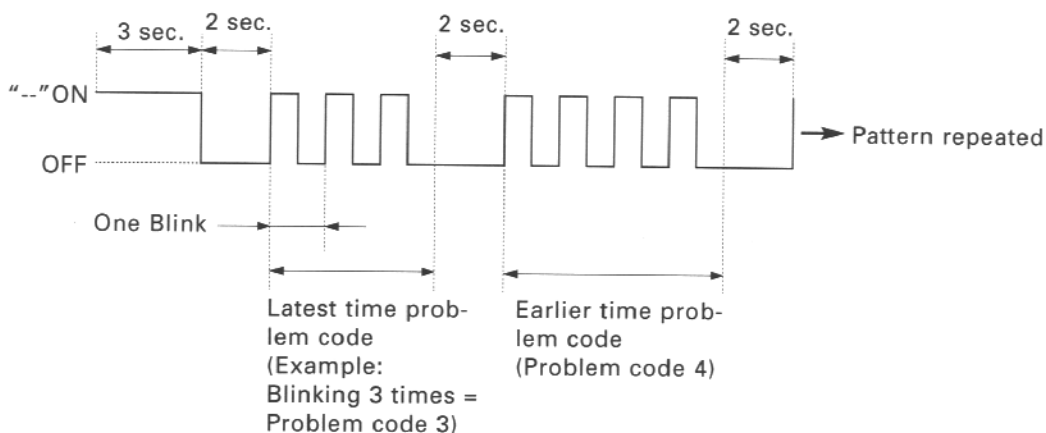 3 sec.
2 sec.
2 sec.
2 sec.
“--”ON
OFF
Pattern repeated
One Blink
Latest time prob-
lem code
(Example:
Blinking 3 times =
Problem code 3)
Earlier time prob-
lem code
(Problem code 4)